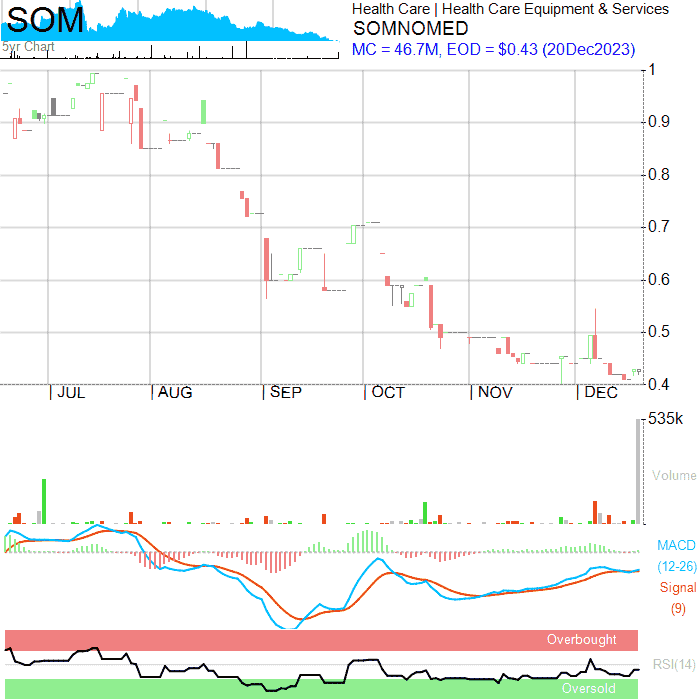 SOM
5yr Chart
Health Care | Health Care Equipment & Services
SOMNOMED
MC = 46.7M, EOD = $0.43 (20Dec2023)
1
0.9
0.8
0.7
0.6
0.5
0.4
JUL
AUG
SEP
OCT
NOV
DEC
535k
Volume
MACD
(12-26)
Signal
(9)
Overbought
RSI(14)
Oversold